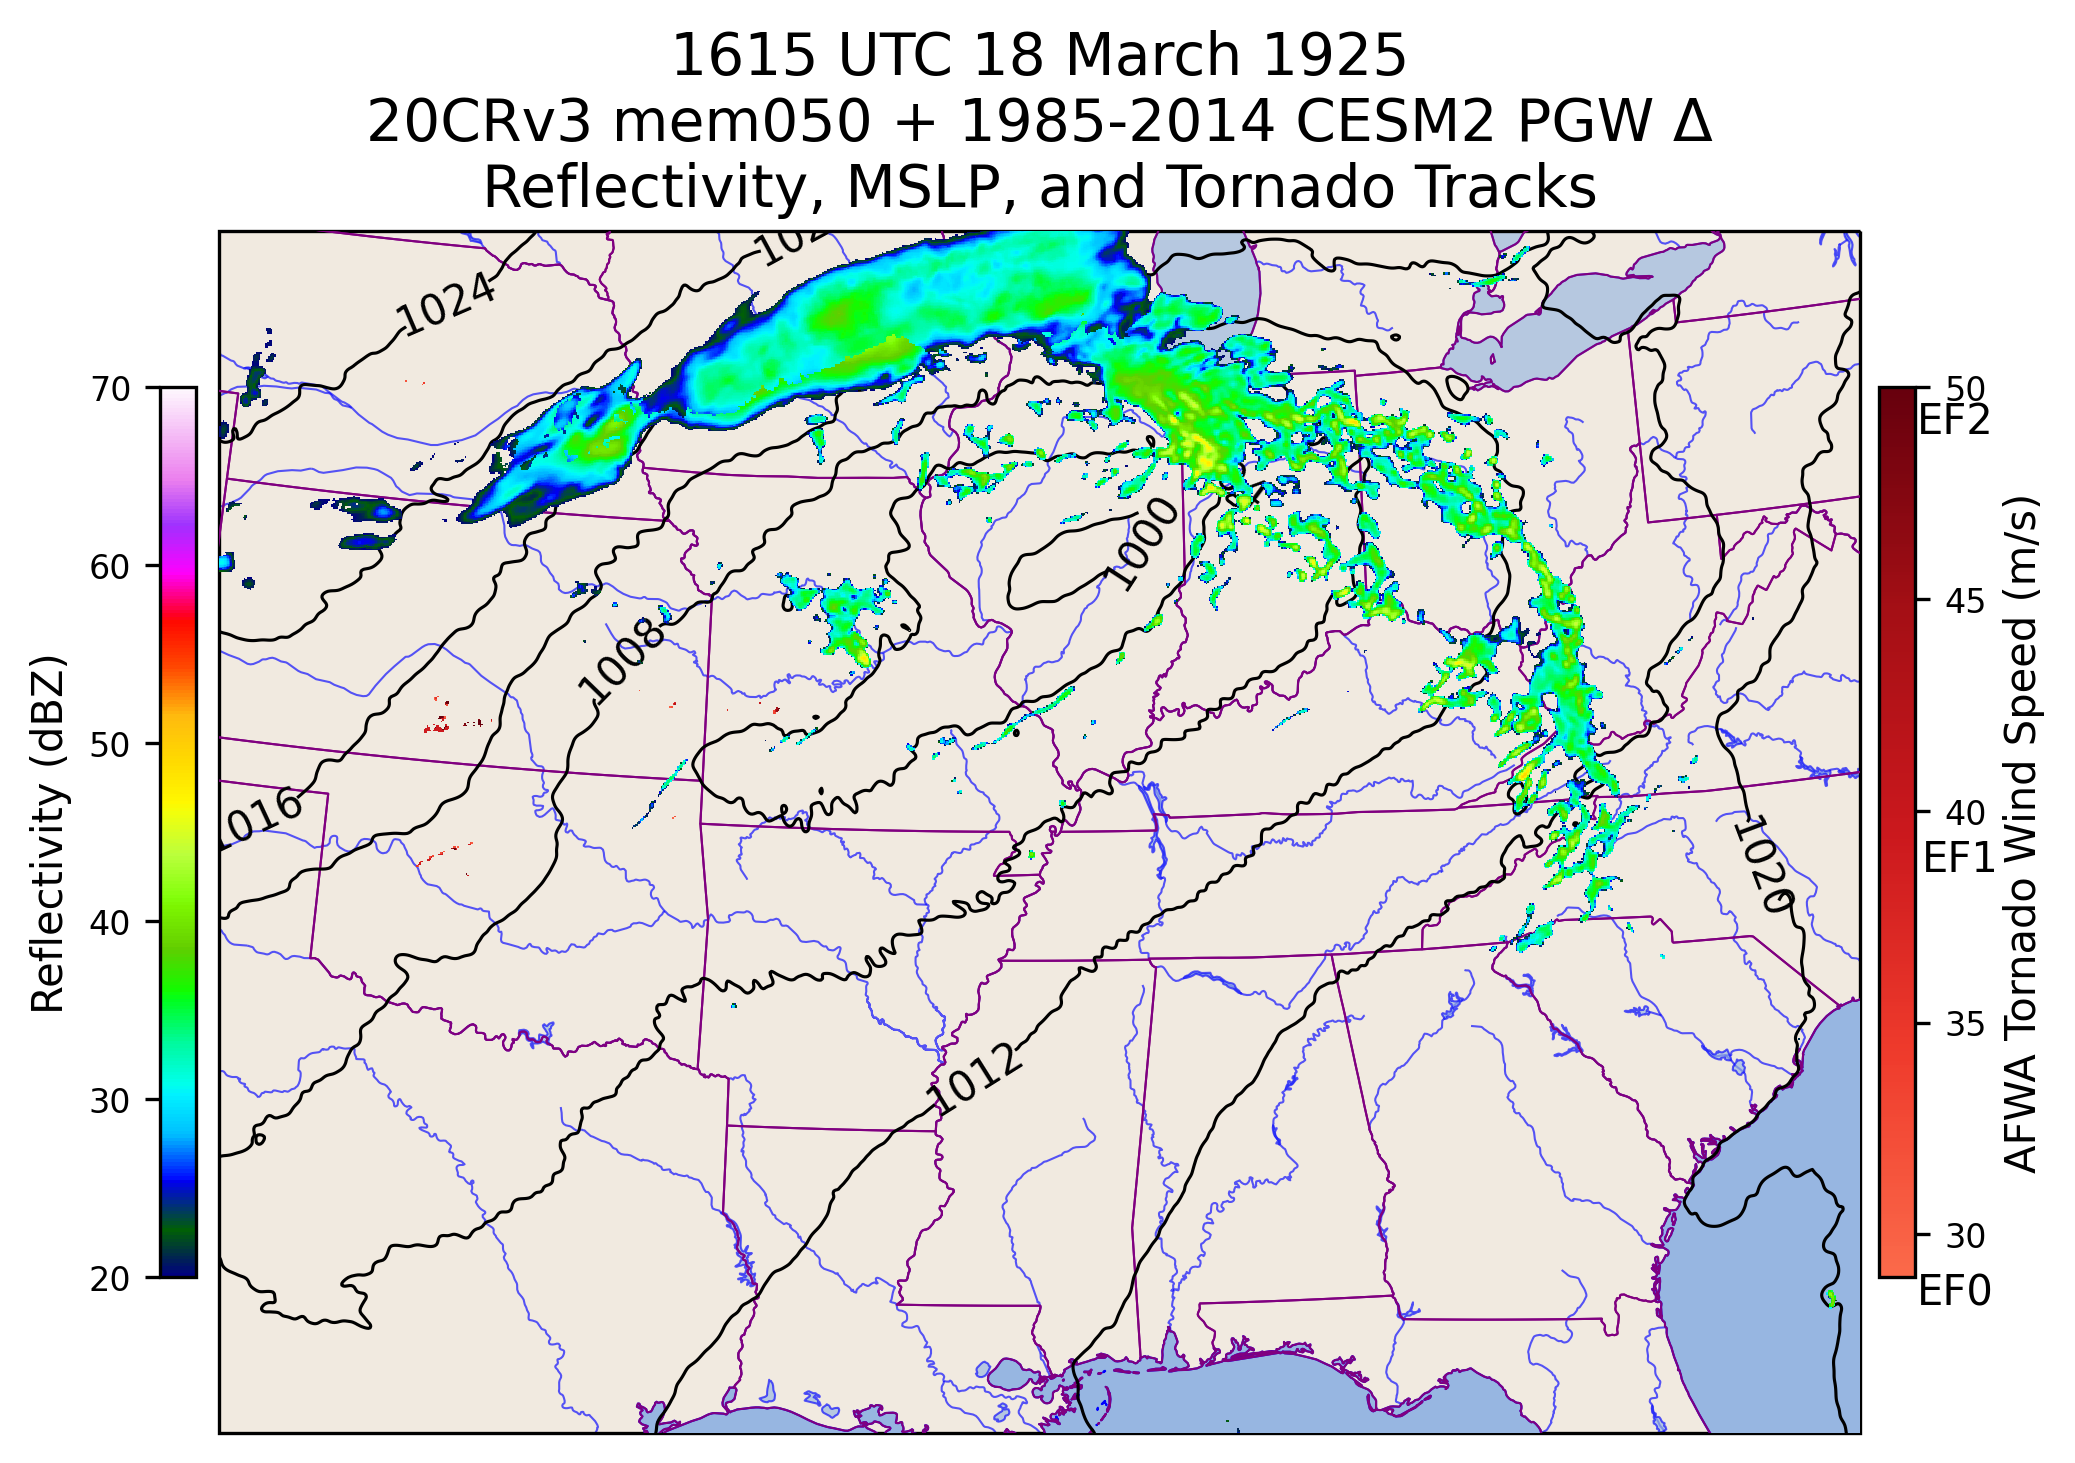 1615 UTC 18 March 1925
20CRv3 mem050 + 1985-2014 CESM2 PGW Δ
Reflectivity, MSLP, and Tornado Tracks
1024
1008
1016
1000
1012
1020
70
60
50
40
30
20
Reflectivity (dBZ)
50
EF2
45
40
EF1
35
30
EF0
AFWA Tornado Wind Speed (m/s)